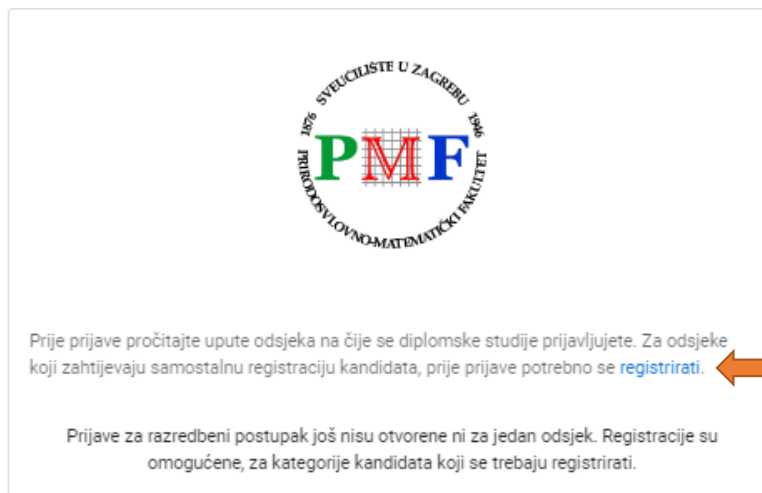 1876 SVEUČILIŠTE U ZAGREBU 1946
PMF
PRIRODOSLOVNO-MATEMATIČKI FAKULTET
Prije prijave pročitajte upute odsjeka na čije se diplomske studije prijavljujete. Za odsjeke
koji zahtijevaju samostalnu registraciju kandidata, prije prijave potrebno se registrirati.
Prijave za razredbeni postupak još nisu otvorene ni za jedan odsjek. Registracije su
omogućene, za kategorije kandidata koji se trebaju registrirati.